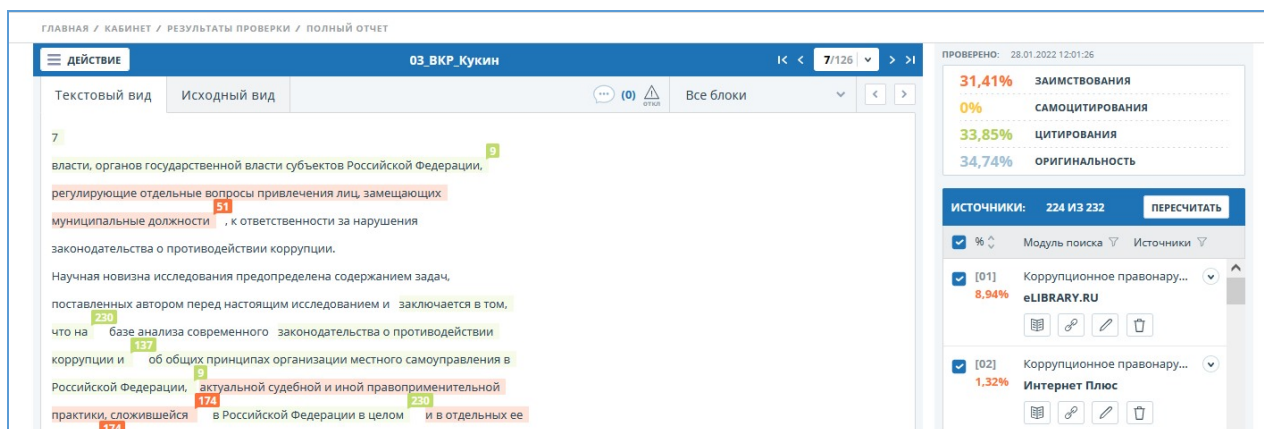 ГЛАВНАЯ / КАБИНЕТ / РЕЗУЛЬТАТЫ ПРОВЕРКИ / ПОЛНЫЙ ОТЧЕТ
ДЕЙСТВИЕ
03_ВКР_Кукин
7/126
Текстовый вид
Исходный вид
(0)
откл
Все блоки
7
9
власти, органов государственной власти субъектов Российской Федерации,
регулирующие отдельные вопросы привлечения лиц, замещающих
51
муниципальные должности , к ответственности за нарушения
законодательства о противодействии коррупции.
Научная новизна исследования предопределена содержанием задач,
поставленных автором перед настоящим исследованием и заключается в том,
230
что на базе анализа современного законодательства о противодействии
137
коррупции и об общих принципах организации местного самоуправления в
9
Российской Федерации, актуальной судебной и иной правоприменительной
174 230
практики, сложившейся в Российской Федерации в целом и в отдельных ее
174
ПРОВЕРЕНО: 28.01.2022 12:01:26
31,41% ЗАИМСТВОВАНИЯ
0% САМОЦИТИРОВАНИЯ
33,85% ЦИТИРОВАНИЯ
34,74% ОРИГИНАЛЬНОСТЬ
ИСТОЧНИКИ: 224 ИЗ 232 ПЕРЕСЧИТАТЬ
% Модуль поиска Источники
[01] Коррупционное правонару...
8,94% eLIBRARY.RU
[02] Коррупционное правонару...
1,32% Интернет Плюс